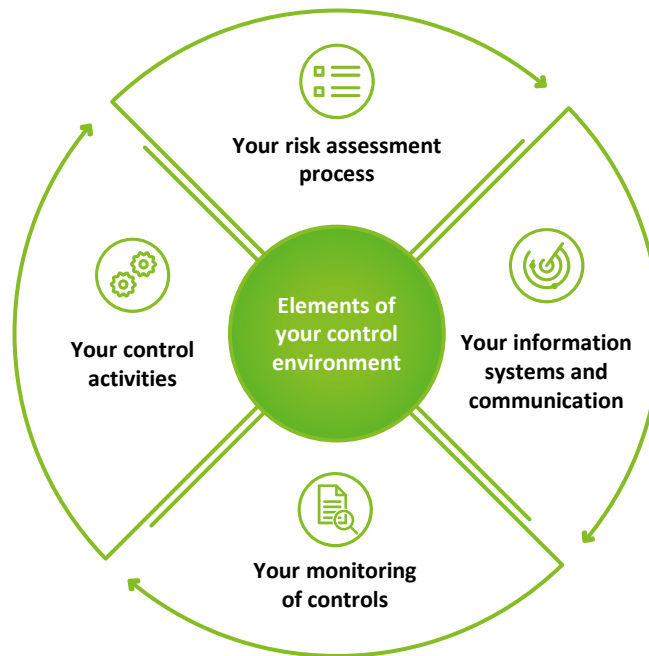 Your risk assessment
process
Elements of
your control
environment
Your information
systems and
communication
Your control
activities
Your monitoring
of controls